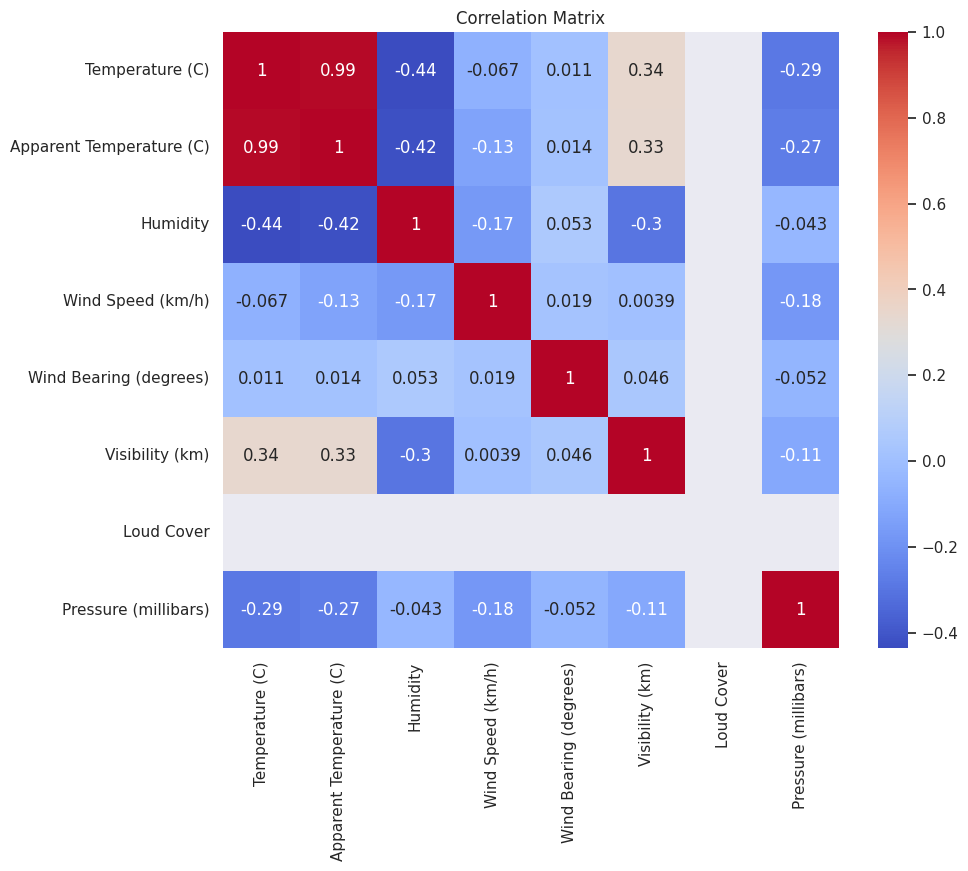 Correlation Matrix
Temperature (C) 1 0.99 -0.44 -0.067 0.011 0.34 -0.29
Apparent Temperature (C) 0.99 1 -0.42 -0.13 0.014 0.33 -0.27
Humidity -0.44 -0.42 1 -0.17 0.053 -0.3 -0.043
Wind Speed (km/h) -0.067 -0.13 -0.17 1 0.019 0.0039 -0.18
Wind Bearing (degrees) 0.011 0.014 0.053 0.019 1 0.046 -0.052
Visibility (km) 0.34 0.33 -0.3 0.0039 0.046 1 -0.11
Loud Cover
Pressure (millibars) -0.29 -0.27 -0.043 -0.18 -0.052 -0.11 1
Temperature (C)
Apparent Temperature (C)
Humidity
Wind Speed (km/h)
Wind Bearing (degrees)
Visibility (km)
Loud Cover
Pressure (millibars)
1.0
0.8
0.6
0.4
0.2
0.0
−0.2
−0.4